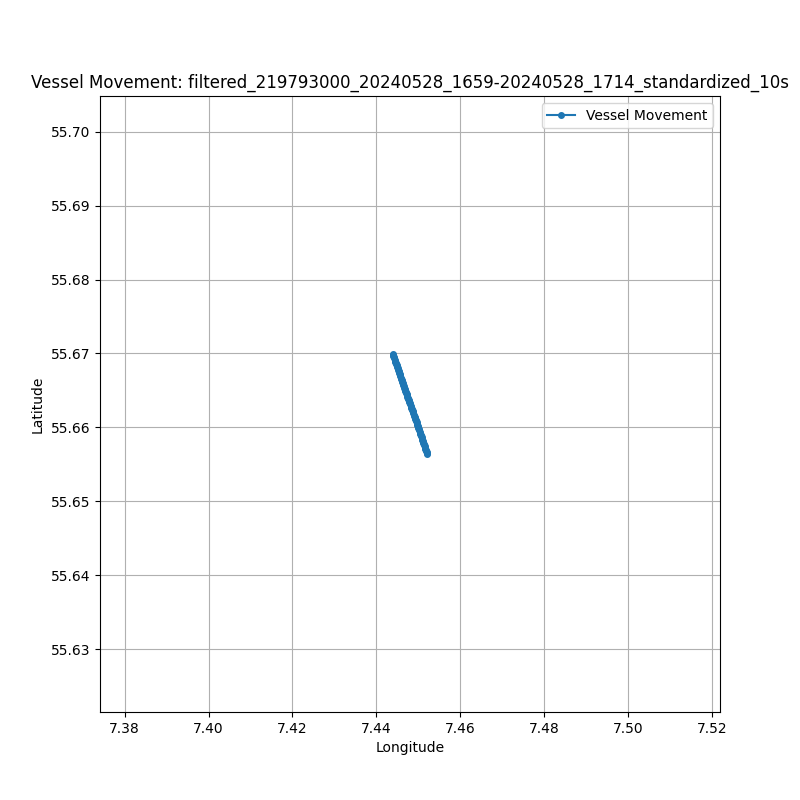 Vessel Movement: filtered_219793000_20240528_1659-20240528_1714_standardized_10s
Vessel Movement
55.70
55.69
55.68
55.67
55.66
55.65
55.64
55.63
Latitude
7.38 7.40 7.42 7.44 7.46 7.48 7.50 7.52
Longitude